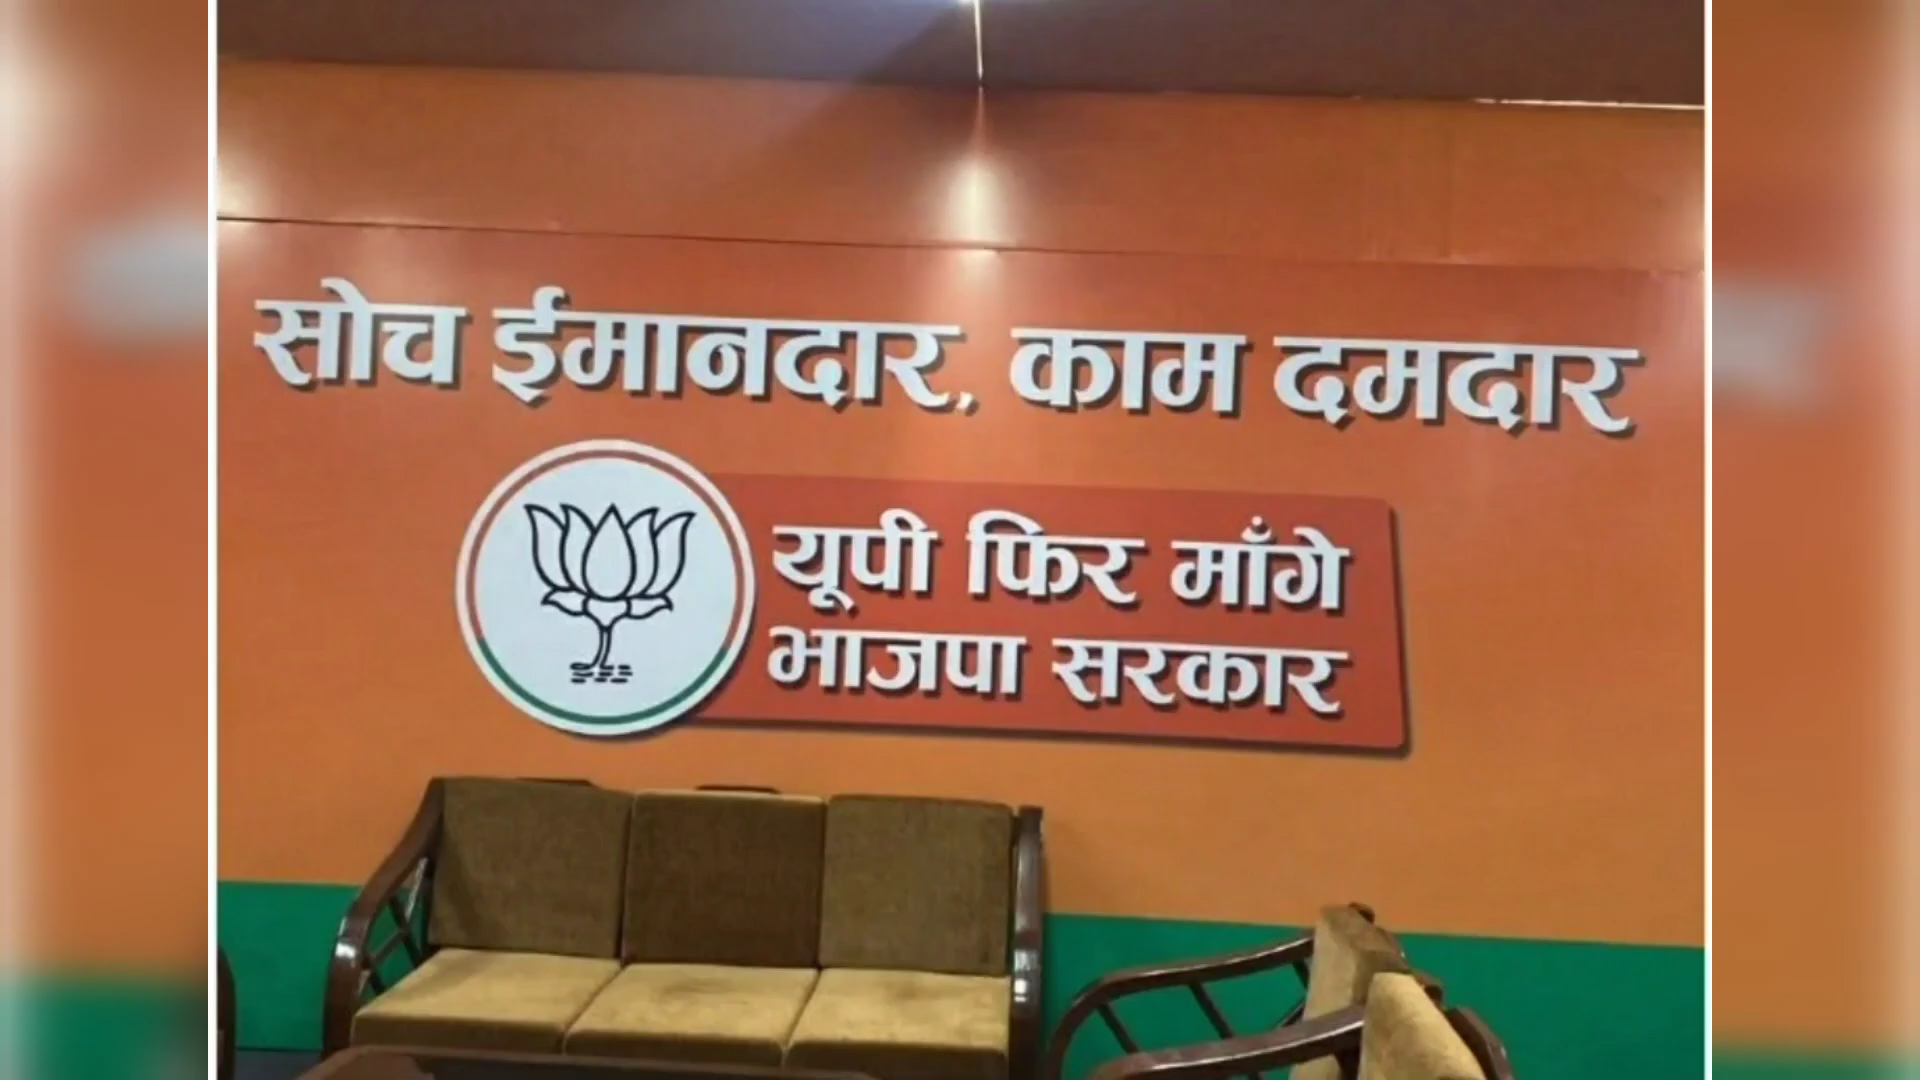 सोच ईमानदार, काम दमदार
यूपी फिर माँगे
भाजपा सरकार